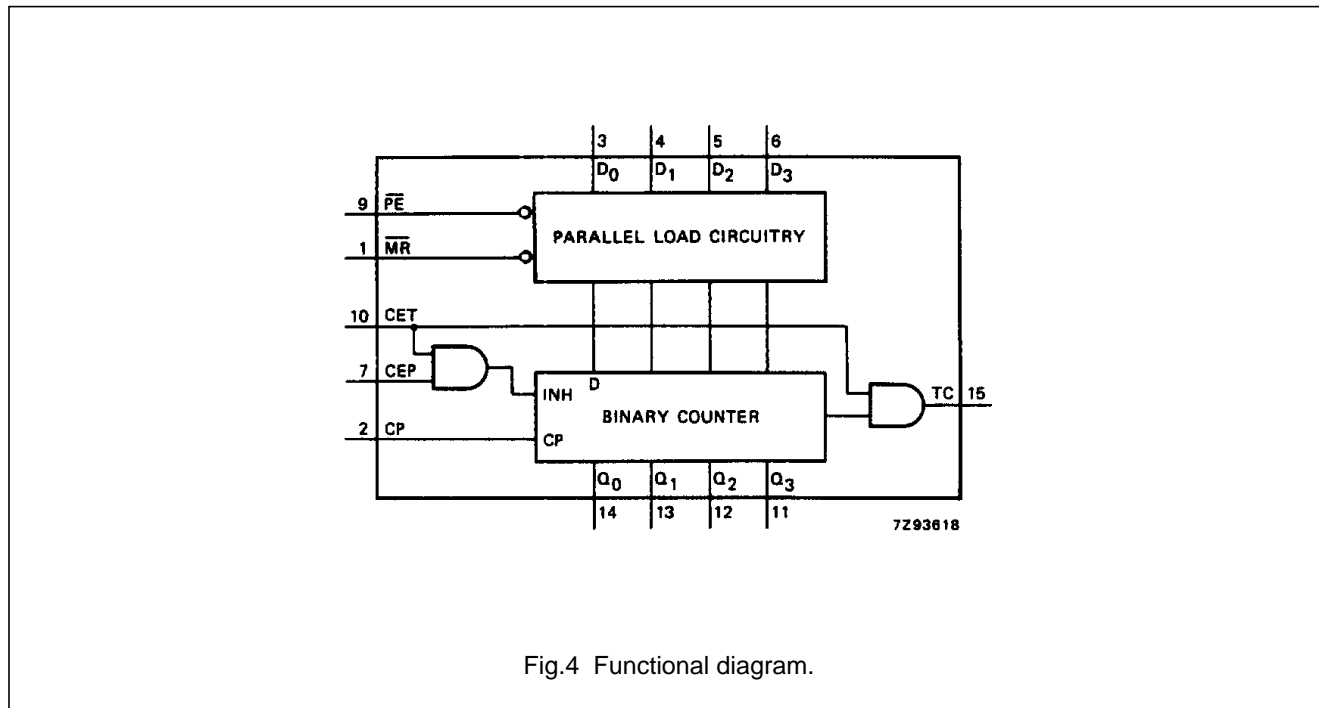 3 4 5 6
D0 D1 D2 D3
9 PE
PARALLEL LOAD CIRCUITRY
1 MR
10 CET
7 CEP
D
INH
BINARY COUNTER
TC 15
2 CP
CP
Q0 Q1 Q2 Q3
14 13 12 11
7Z93618
Fig.4 Functional diagram.